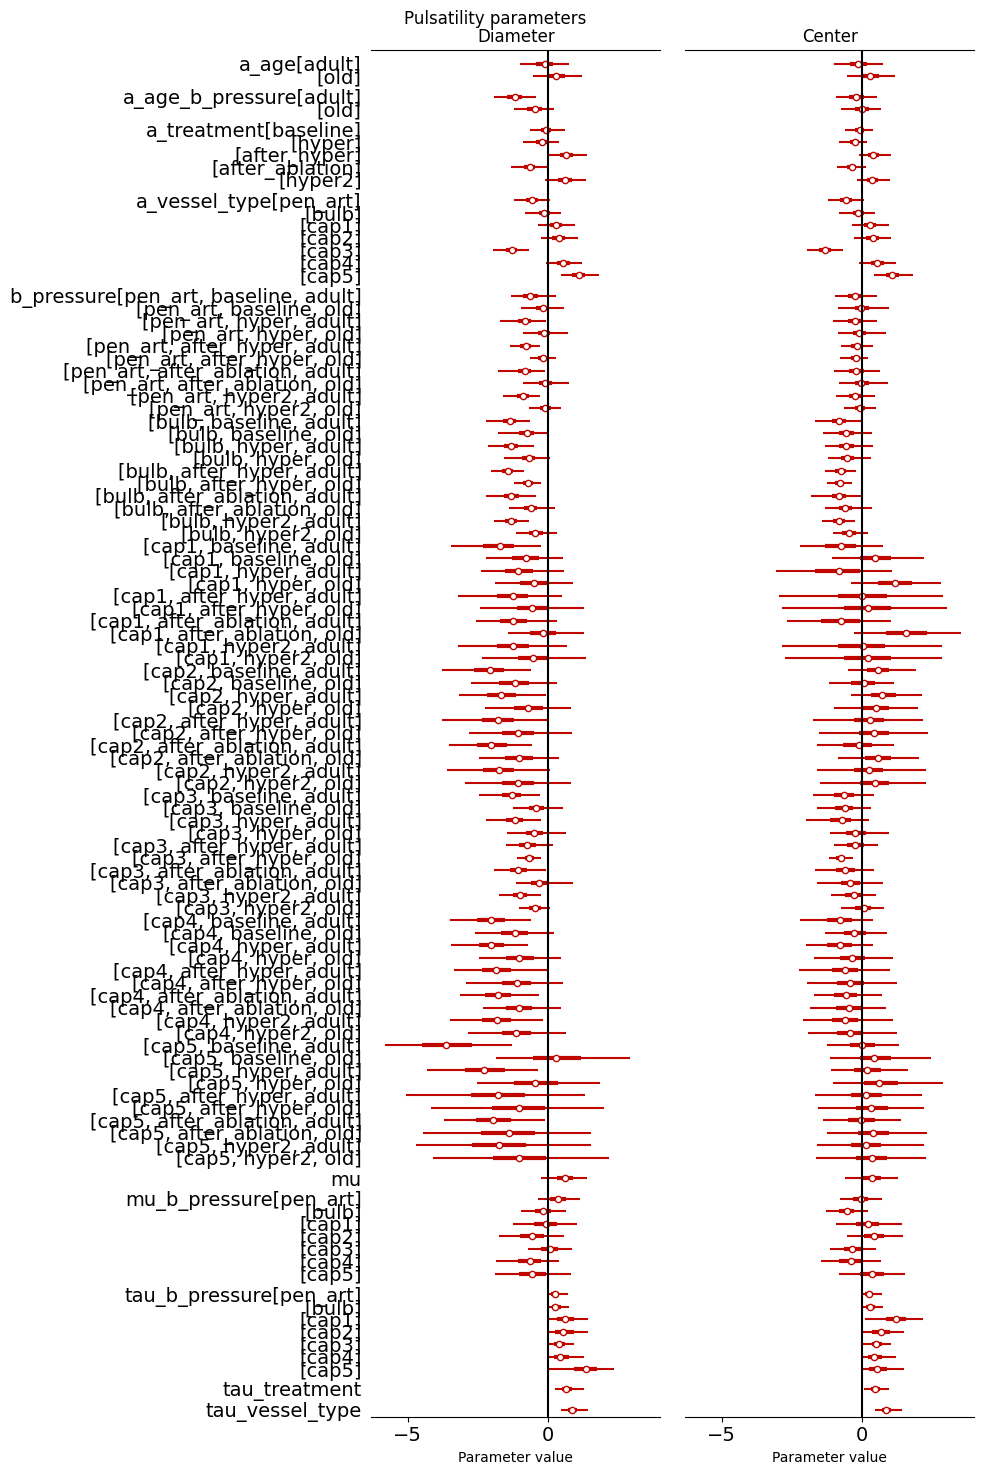 Pulsatility parameters
Diameter
Center
a_age[adult]
[old]
a_age_b_pressure[adult]
[old]
a_treatment[baseline]
[hyper]
[after_hyper]
[after_ablation]
[hyper2]
a_vessel_type[pen_art]
[bulb]
[cap1]
[cap2]
[cap3]
[cap4]
[cap5]
b_pressure[pen_art, baseline, adult]
[pen_art, baseline, old]
[pen_art, hyper, adult]
[pen_art, hyper, old]
[pen_art, after_hyper, adult]
[pen_art, after_hyper, old]
[pen_art, after_ablation, adult]
[pen_art, after_ablation, old]
[pen_art, hyper2, adult]
[pen_art, hyper2, old]
[bulb, baseline, adult]
[bulb, baseline, old]
[bulb, hyper, adult]
[bulb, hyper, old]
[bulb, after_hyper, adult]
[bulb, after_hyper, old]
[bulb, after_ablation, adult]
[bulb, after_ablation, old]
[bulb, hyper2, adult]
[bulb, hyper2, old]
[cap1, baseline, adult]
[cap1, baseline, old]
[cap1, hyper, adult]
[cap1, hyper, old]
[cap1, after_hyper, adult]
[cap1, after_hyper, old]
[cap1, after_ablation, adult]
[cap1, after_ablation, old]
[cap1, hyper2, adult]
[cap1, hyper2, old]
[cap2, baseline, adult]
[cap2, baseline, old]
[cap2, hyper, adult]
[cap2, hyper, old]
[cap2, after_hyper, adult]
[cap2, after_hyper, old]
[cap2, after_ablation, adult]
[cap2, after_ablation, old]
[cap2, hyper2, adult]
[cap2, hyper2, old]
[cap3, baseline, adult]
[cap3, baseline, old]
[cap3, hyper, adult]
[cap3, hyper, old]
[cap3, after_hyper, adult]
[cap3, after_hyper, old]
[cap3, after_ablation, adult]
[cap3, after_ablation, old]
[cap3, hyper2, adult]
[cap3, hyper2, old]
[cap4, baseline, adult]
[cap4, baseline, old]
[cap4, hyper, adult]
[cap4, hyper, old]
[cap4, after_hyper, adult]
[cap4, after_hyper, old]
[cap4, after_ablation, adult]
[cap4, after_ablation, old]
[cap4, hyper2, adult]
[cap4, hyper2, old]
[cap5, baseline, adult]
[cap5, baseline, old]
[cap5, hyper, adult]
[cap5, hyper, old]
[cap5, after_hyper, adult]
[cap5, after_hyper, old]
[cap5, after_ablation, adult]
[cap5, after_ablation, old]
[cap5, hyper2, adult]
[cap5, hyper2, old]
mu
mu_b_pressure[pen_art]
[bulb]
[cap1]
[cap2]
[cap3]
[cap4]
[cap5]
tau_b_pressure[pen_art]
[bulb]
[cap1]
[cap2]
[cap3]
[cap4]
[cap5]
tau_treatment
tau_vessel_type
−5 0
−5 0
Parameter value
Parameter value